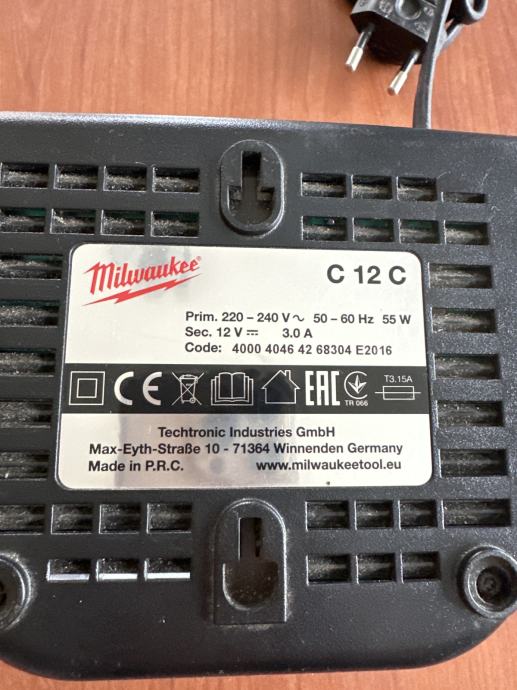 Milwaukee®
C 12 C
Prim. 220 – 240 V ~ 50 – 60 Hz 55 W
Sec. 12 V ⎓ 3.0 A
Code: 4000 4046 42 68304 E2016
CE EAC TR 066 T3.15A
Techtronic Industries GmbH
Max-Eyth-Straße 10 - 71364 Winnenden Germany
Made in P.R.C. www.milwaukeetool.eu